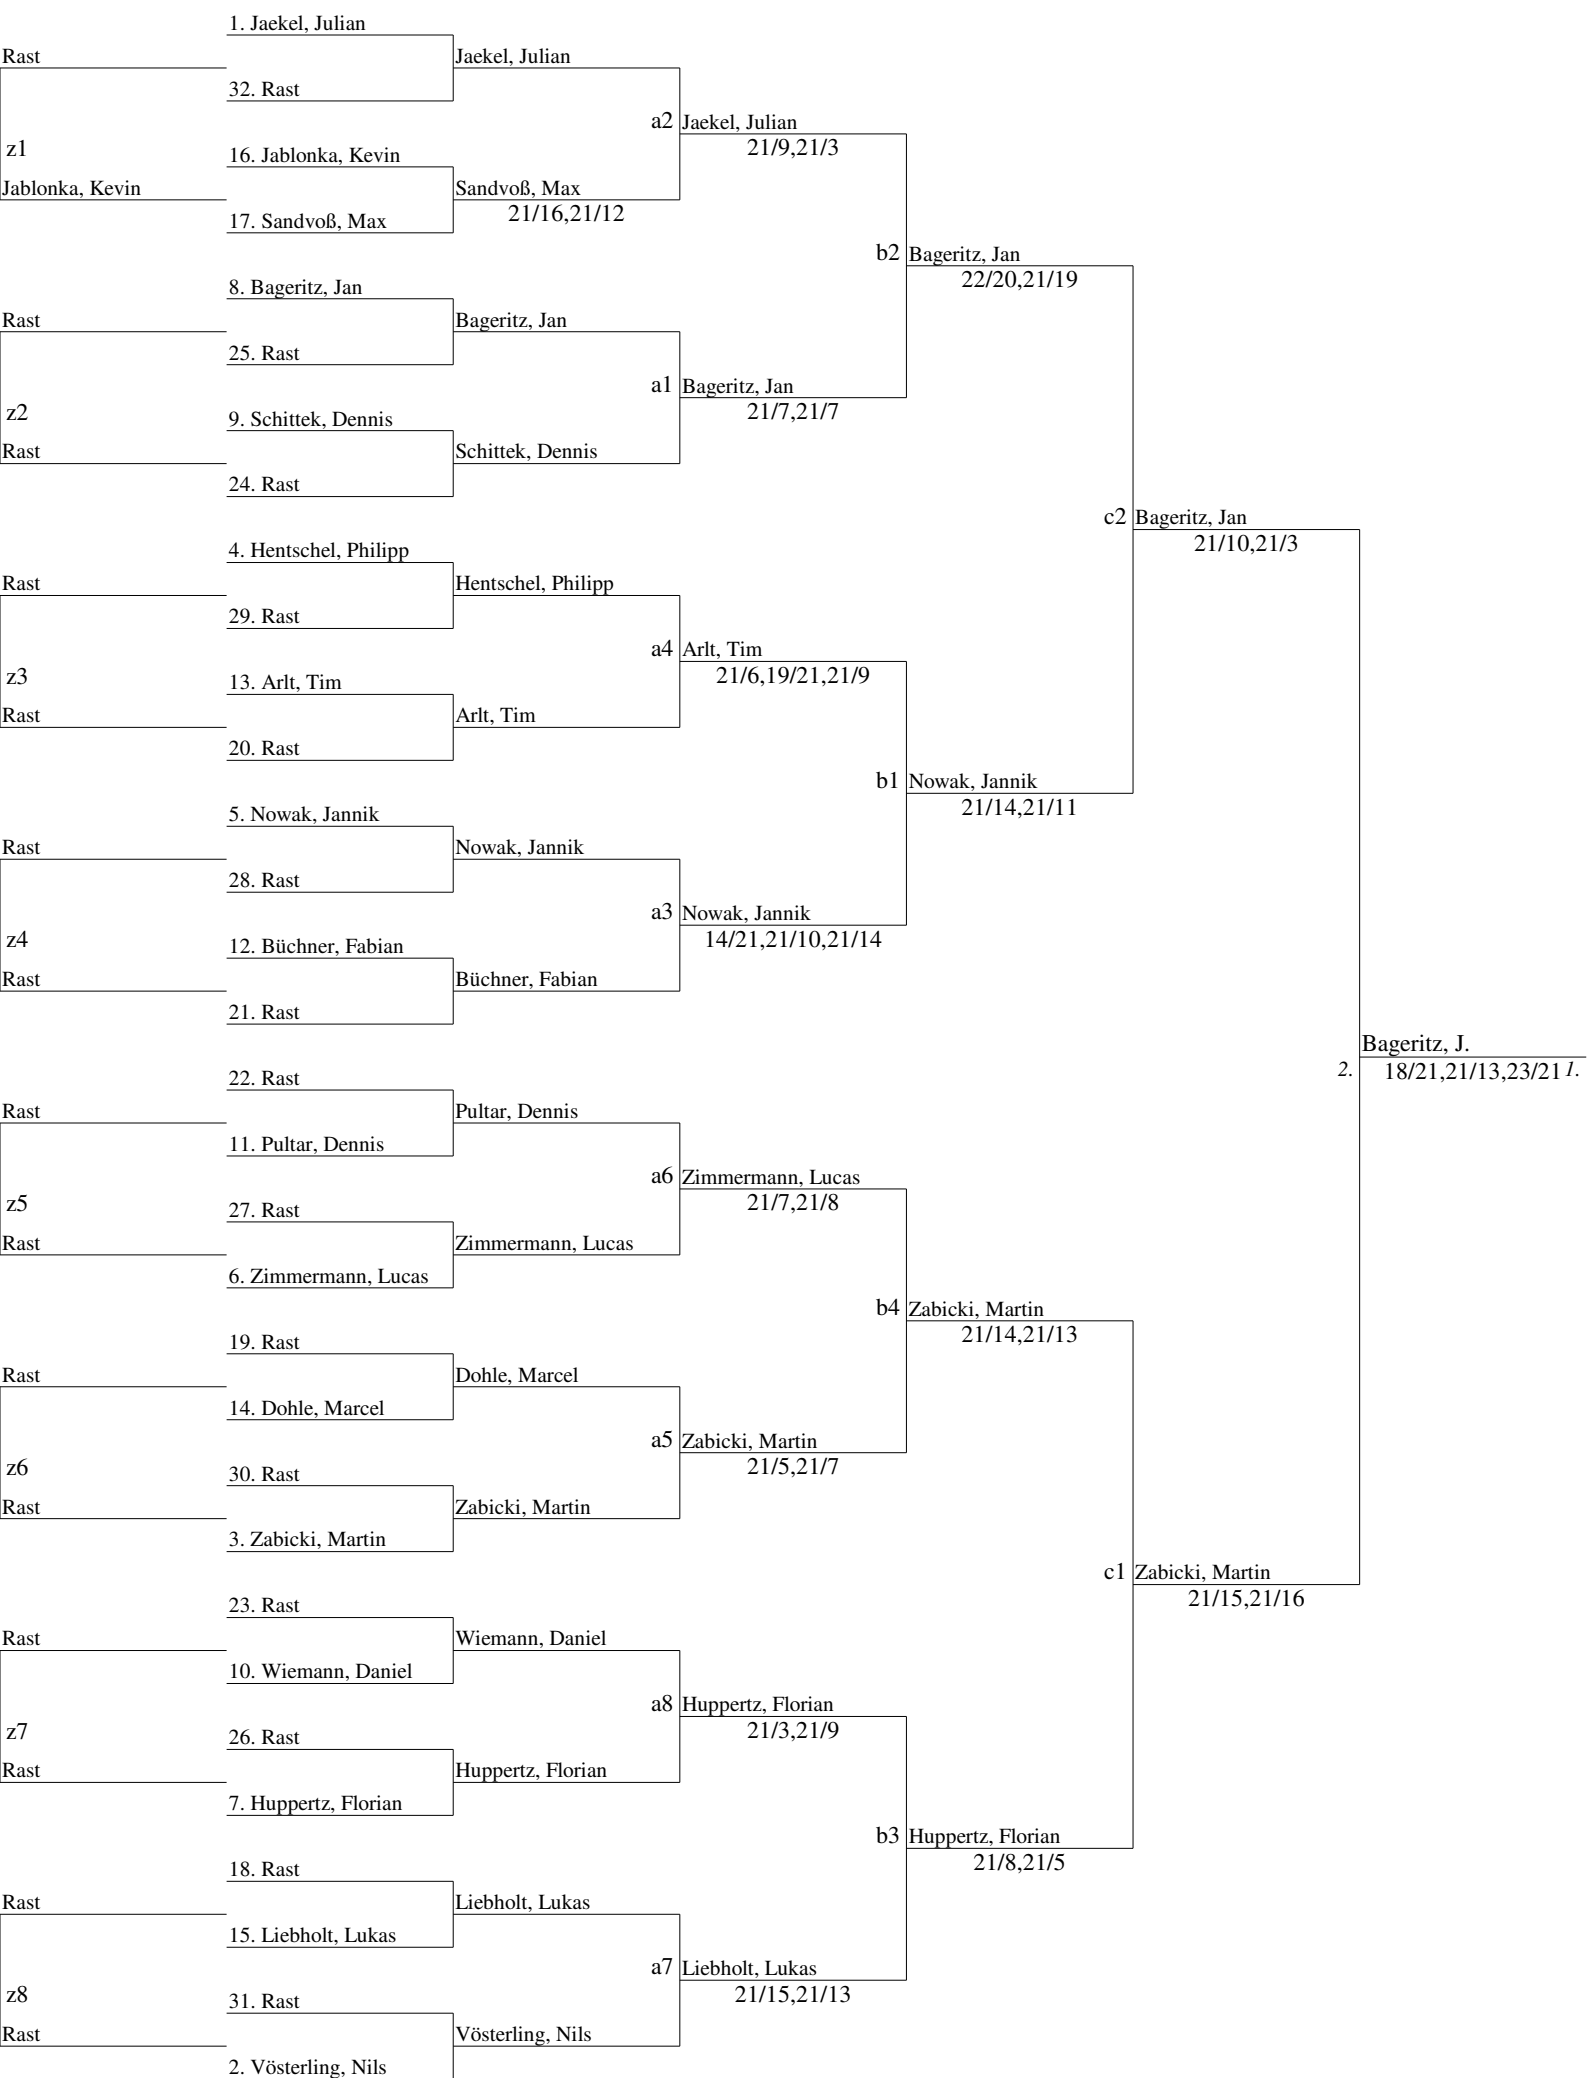 1. Jaekel, Julian
Rast
Jaekel, Julian
32. Rast
a2 Jaekel, Julian
21/9,21/3
z1
16. Jablonka, Kevin
Jablonka, Kevin
Sandvoß, Max
21/16,21/12
17. Sandvoß, Max
b2 Bageritz, Jan
22/20,21/19
8. Bageritz, Jan
Rast
Bageritz, Jan
25. Rast
a1 Bageritz, Jan
21/7,21/7
z2
9. Schittek, Dennis
Rast
Schittek, Dennis
24. Rast
c2 Bageritz, Jan
21/10,21/3
4. Hentschel, Philipp
Rast
Hentschel, Philipp
29. Rast
a4 Arlt, Tim
21/6,19/21,21/9
z3
13. Arlt, Tim
Rast
Arlt, Tim
20. Rast
b1 Nowak, Jannik
21/14,21/11
5. Nowak, Jannik
Rast
Nowak, Jannik
28. Rast
a3 Nowak, Jannik
14/21,21/10,21/14
z4
12. Büchner, Fabian
Rast
Büchner, Fabian
21. Rast
Bageritz, J.
2. 18/21,21/13,23/21 1.
22. Rast
Rast
Pultar, Dennis
11. Pultar, Dennis
a6 Zimmermann, Lucas
21/7,21/8
z5
27. Rast
Rast
Zimmermann, Lucas
6. Zimmermann, Lucas
b4 Zabicki, Martin
21/14,21/13
19. Rast
Rast
Dohle, Marcel
14. Dohle, Marcel
a5 Zabicki, Martin
21/5,21/7
z6
30. Rast
Rast
Zabicki, Martin
3. Zabicki, Martin
c1 Zabicki, Martin
21/15,21/16
23. Rast
Rast
Wiemann, Daniel
10. Wiemann, Daniel
a8 Huppertz, Florian
21/3,21/9
z7
26. Rast
Rast
Huppertz, Florian
7. Huppertz, Florian
b3 Huppertz, Florian
21/8,21/5
18. Rast
Rast
Liebholt, Lukas
15. Liebholt, Lukas
a7 Liebholt, Lukas
21/15,21/13
z8
31. Rast
Rast
Vösterling, Nils
2. Vösterling, Nils